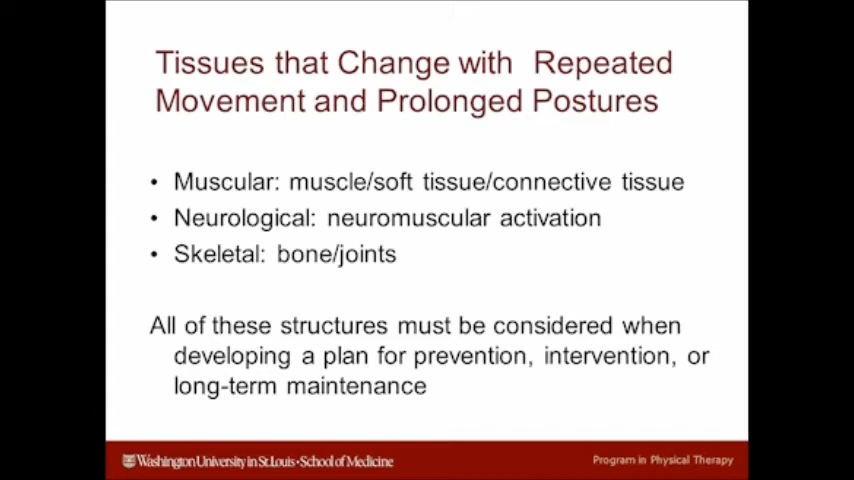 Tissues that Change with Repeated
Movement and Prolonged Postures
• Muscular: muscle/soft tissue/connective tissue
• Neurological: neuromuscular activation
• Skeletal: bone/joints
All of these structures must be considered when
developing a plan for prevention, intervention, or
long-term maintenance
Washington University in St. Louis • School of Medicine
Program in Physical Therapy